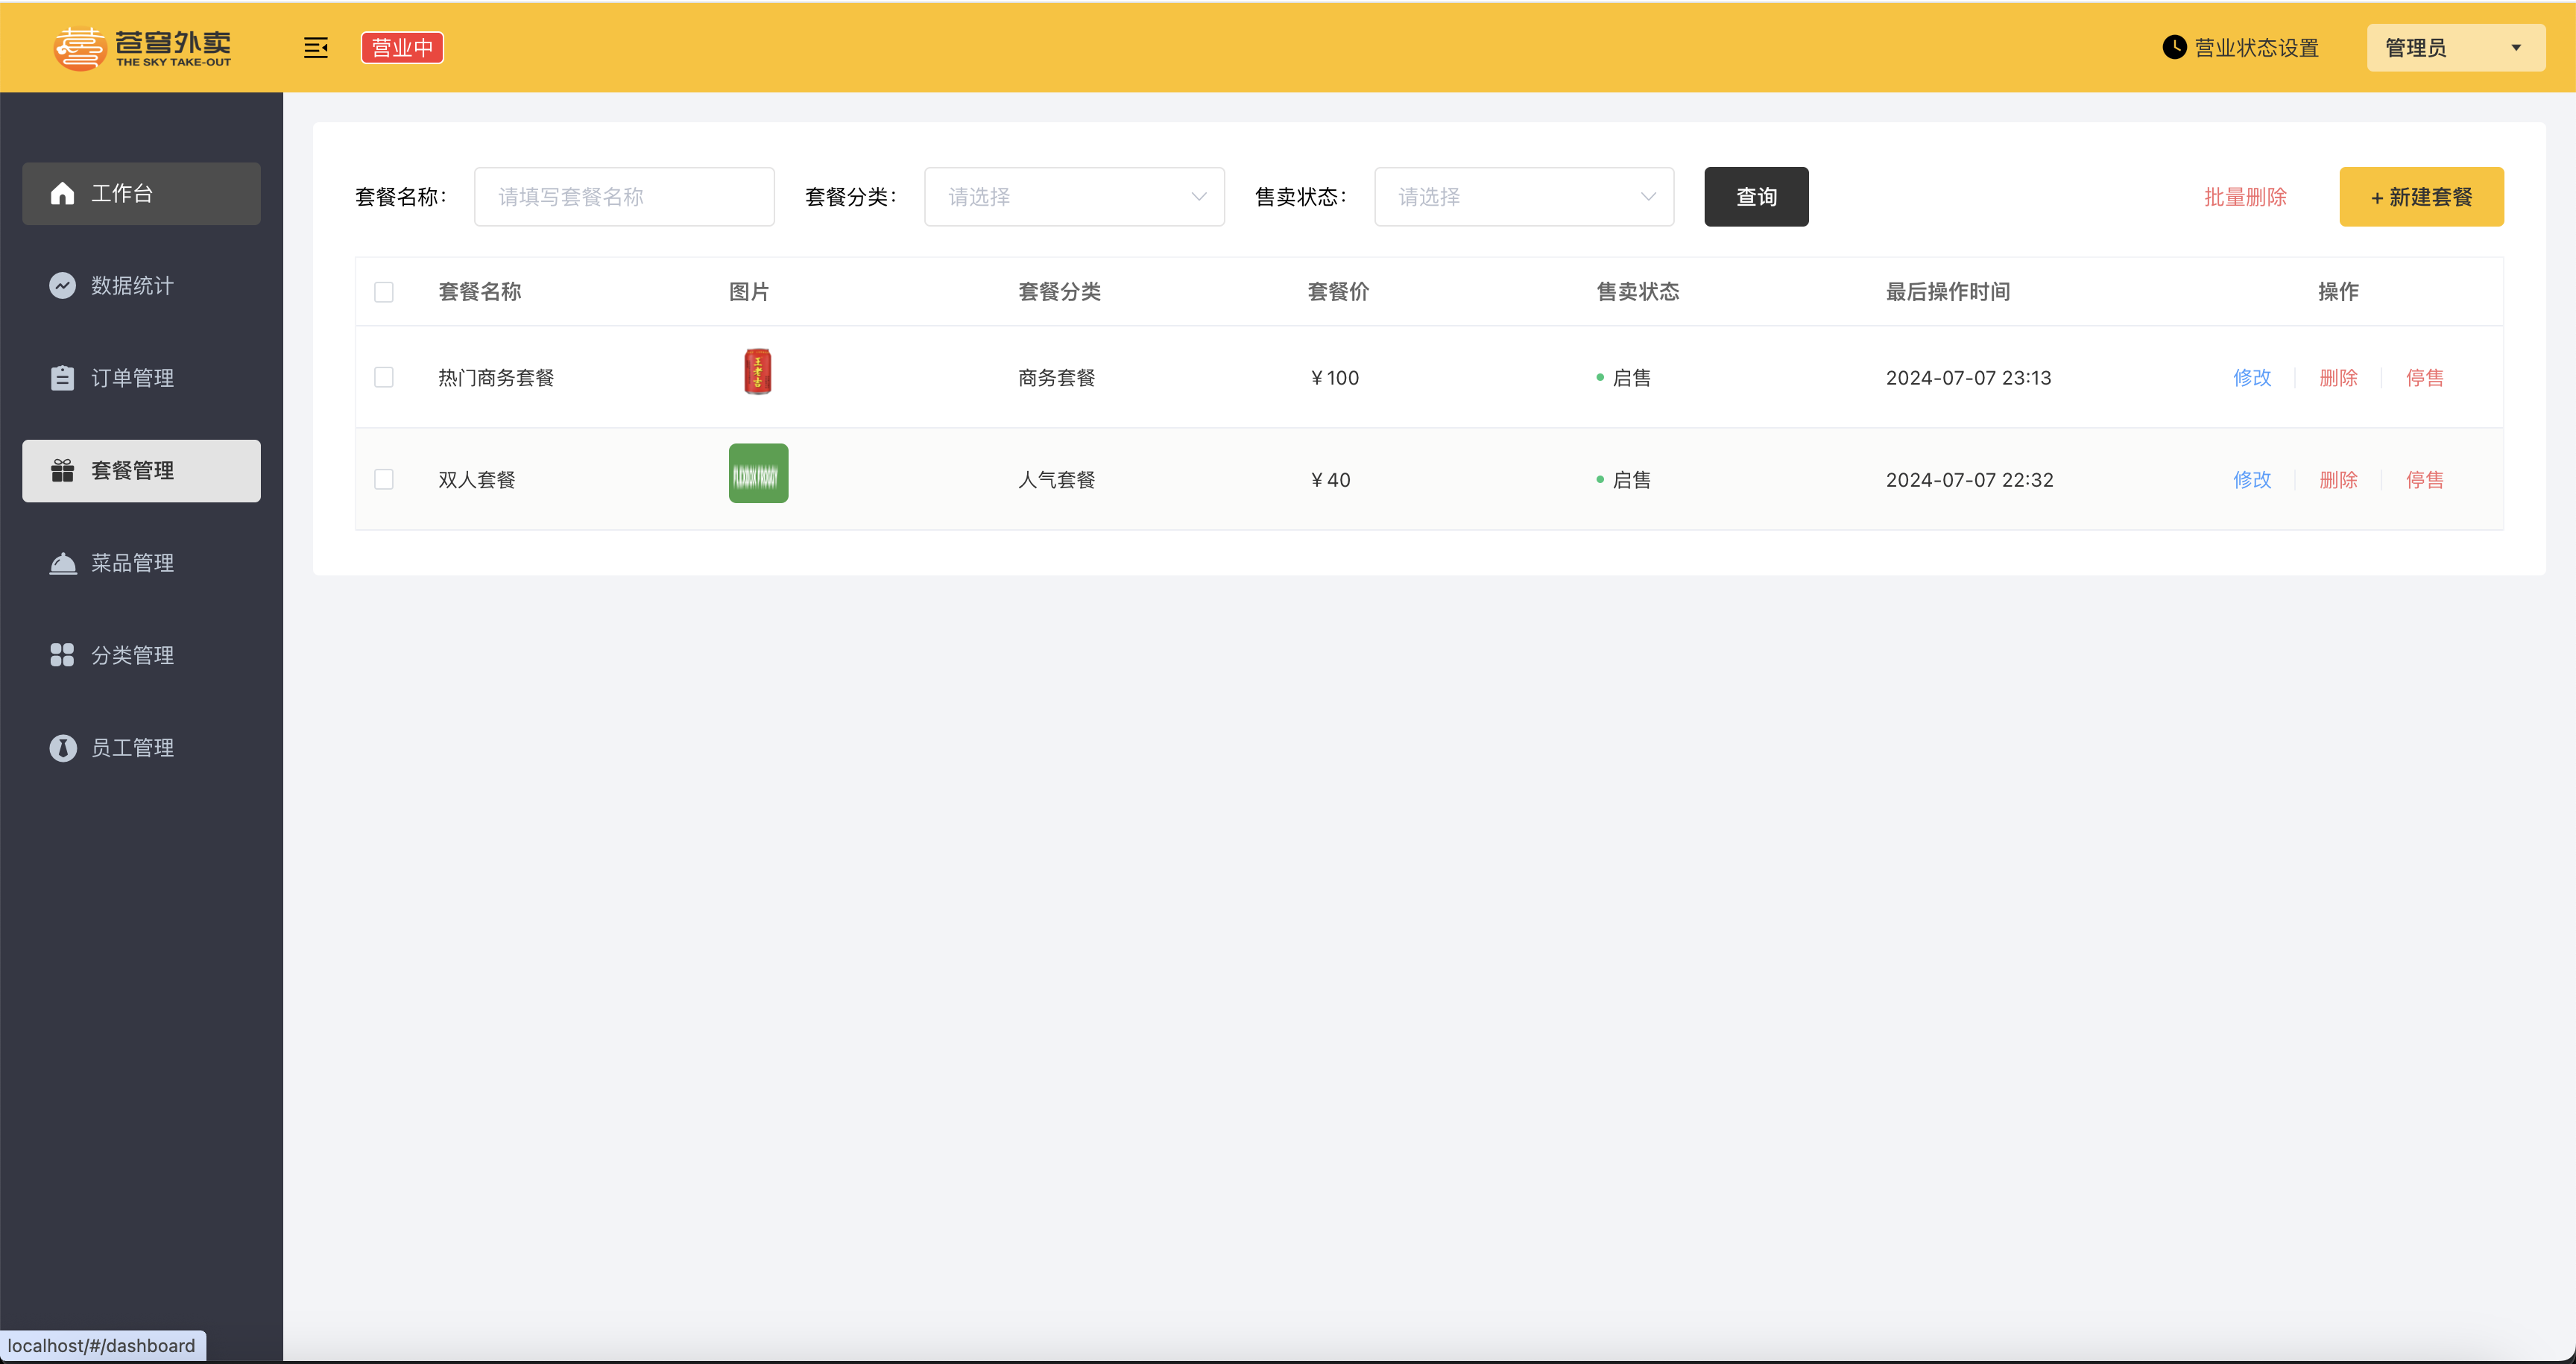 苍穹外卖
THE SKY TAKE-OUT
营业中
营业状态设置
管理员
工作台
数据统计
订单管理
套餐管理
菜品管理
分类管理
员工管理
套餐名称： 请填写套餐名称 套餐分类： 请选择 售卖状态： 请选择 查询 批量删除 + 新建套餐
套餐名称 图片 套餐分类 套餐价 售卖状态 最后操作时间 操作
热门商务套餐 王老吉 商务套餐 ￥100 启售 2024-07-07 23:13 修改 删除 停售
双人套餐 FLEXBOX FROGGY 人气套餐 ￥40 启售 2024-07-07 22:32 修改 删除 停售
localhost/#/dashboard